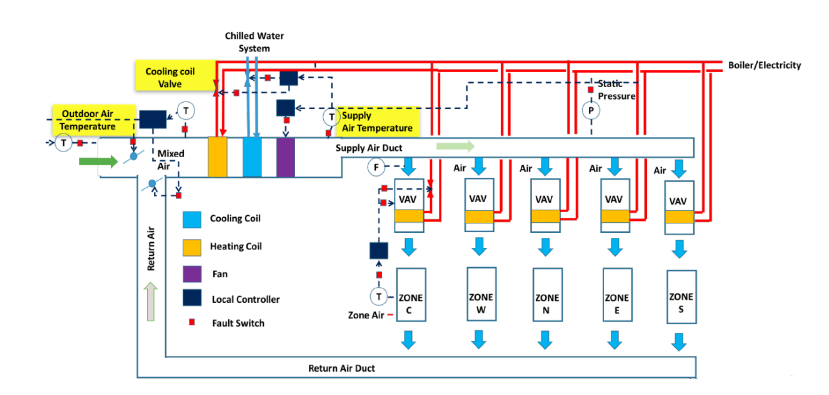 Chilled Water
System
Boiler/Electricity
Cooling coil
Valve
Static
Pressure
Outdoor Air
Temperature
Supply
Air Temperature
T
T
T
P
T
Mixed
Air
Supply Air Duct
F
Air
Air
Air
Air
Air
VAV
VAV
VAV
VAV
VAV
Cooling Coil
Return Air
Heating Coil
Fan
Local Controller
Fault Switch
T
Zone Air
ZONE
C
ZONE
W
ZONE
N
ZONE
E
ZONE
S
Return Air Duct